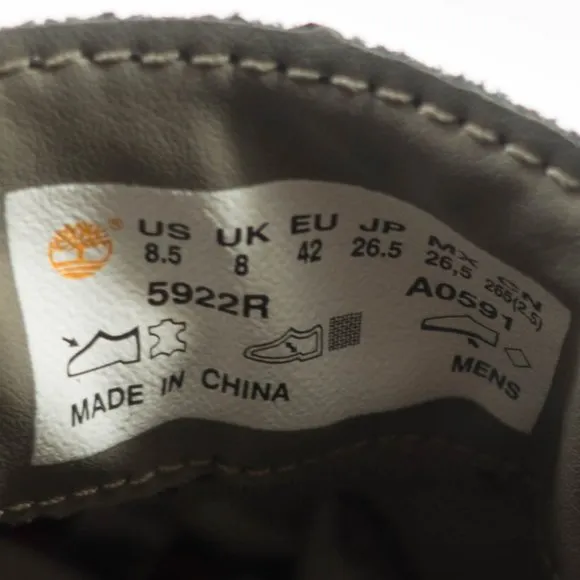 ® US UK EU JP MX CN
8.5 8 42 26.5 26,5 265(2.5)
5922R A0591
MENS
MADE IN CHINA